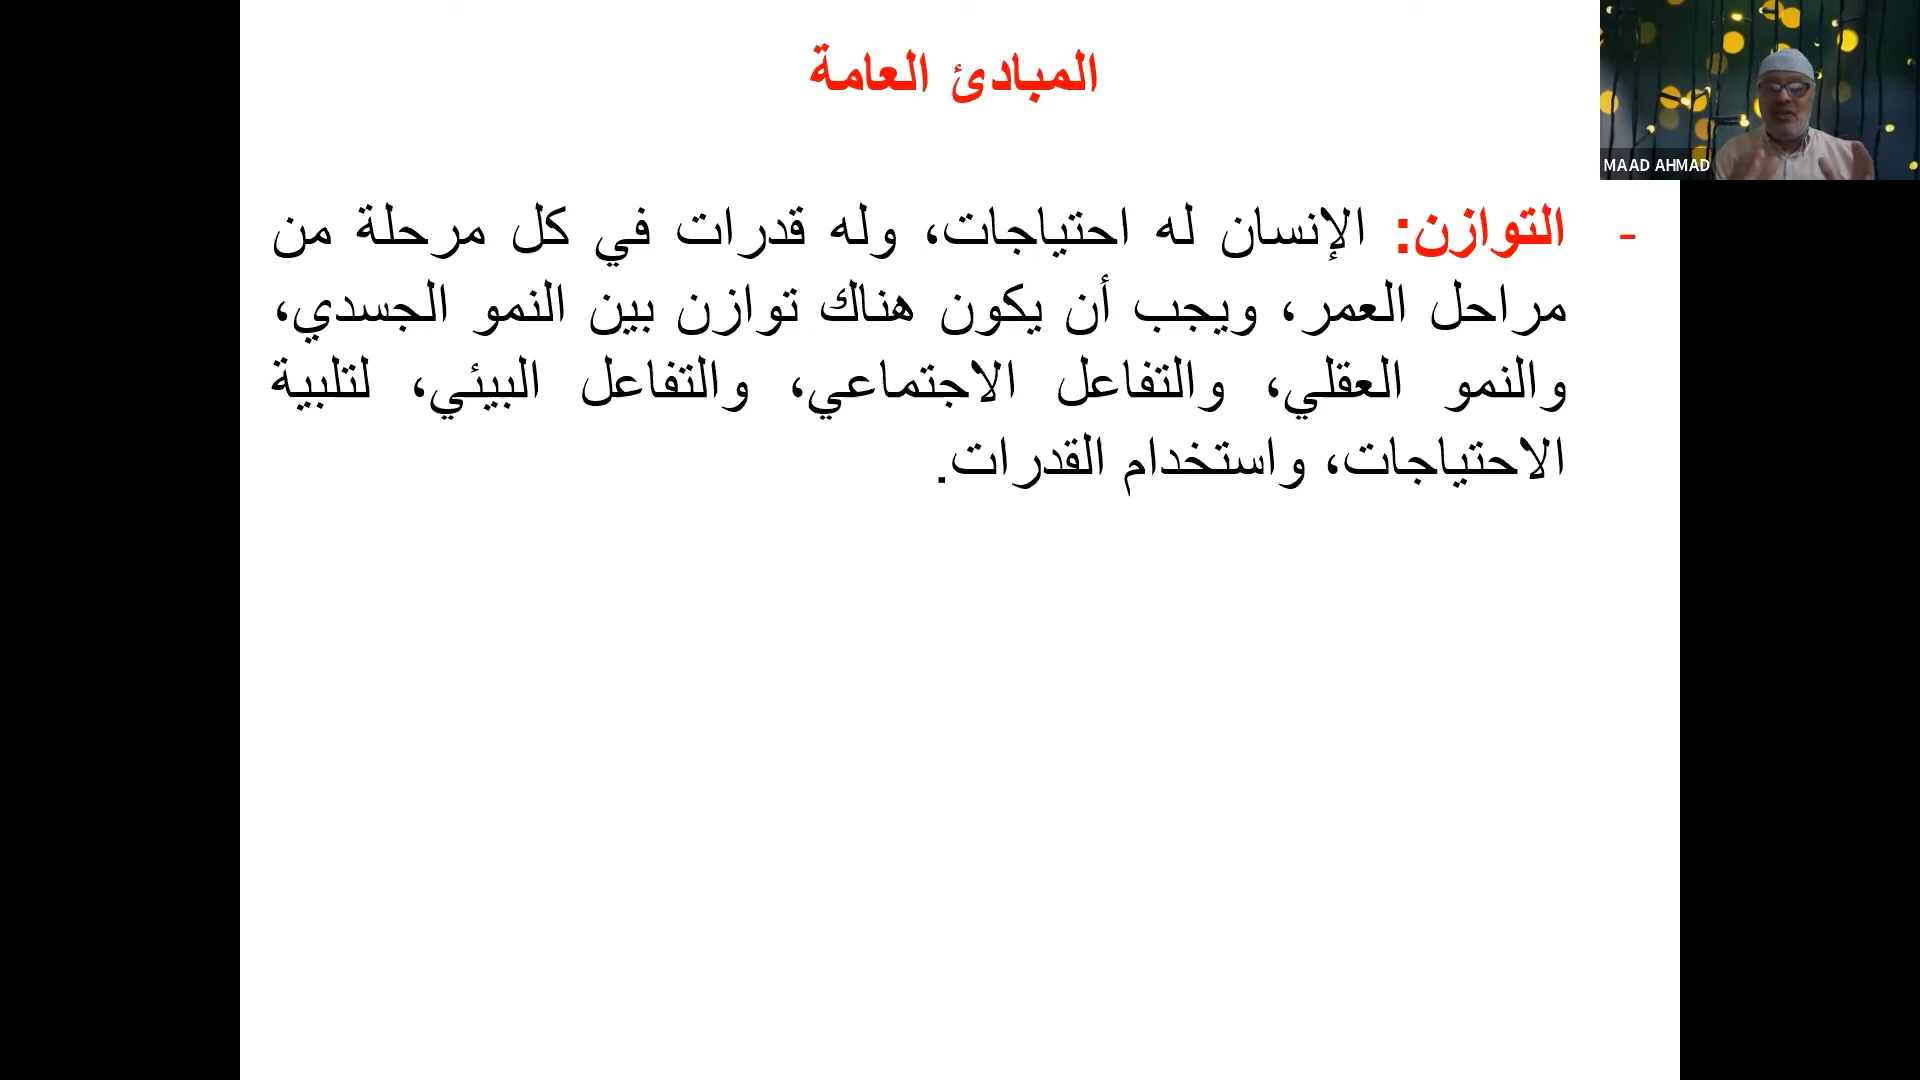 المبادئ العامة
MAAD AHMAD
- التوازن: الإنسان له احتياجات، وله قدرات في كل مرحلة من
مراحل العمر، ويجب أن يكون هناك توازن بين النمو الجسدي،
والنمو العقلي، والتفاعل الاجتماعي، والتفاعل البيئي، لتلبية
الاحتياجات، واستخدام القدرات.